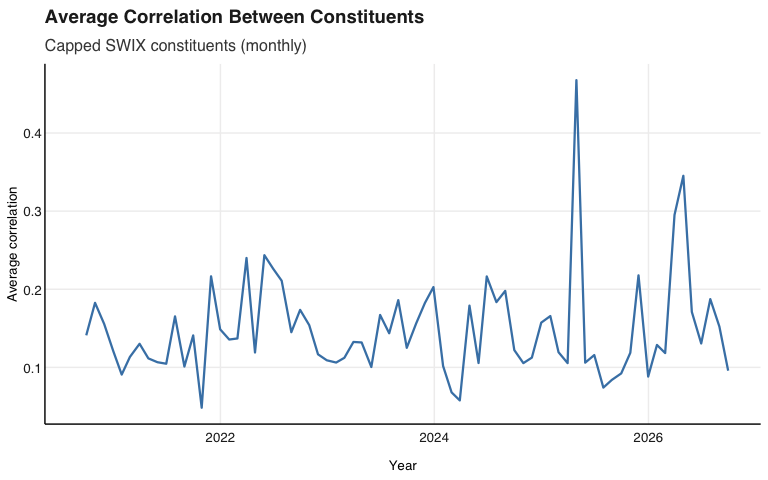 Average Correlation Between Constituents
Capped SWIX constituents (monthly)
Average correlation
0.4
0.3
0.2
0.1
2022
2024
2026
Year